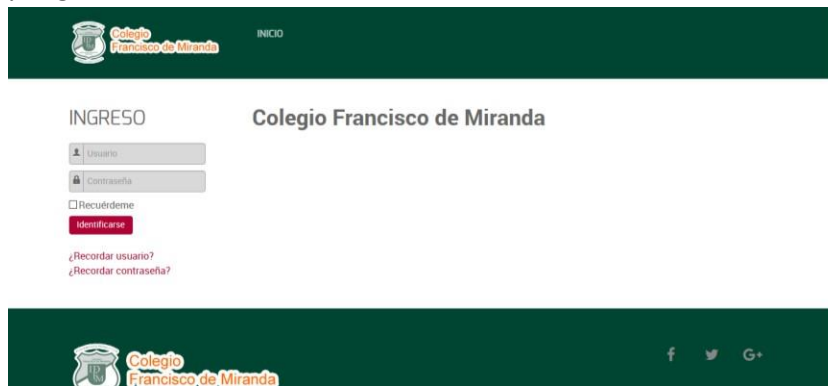 Colegio
Francisco de Miranda
INICIO
INGRESO
Colegio Francisco de Miranda
Usuario
Contraseña
Recuérdeme
Identificarse
¿Recordar usuario?
¿Recordar contraseña?
Colegio
Francisco de Miranda
f
G+